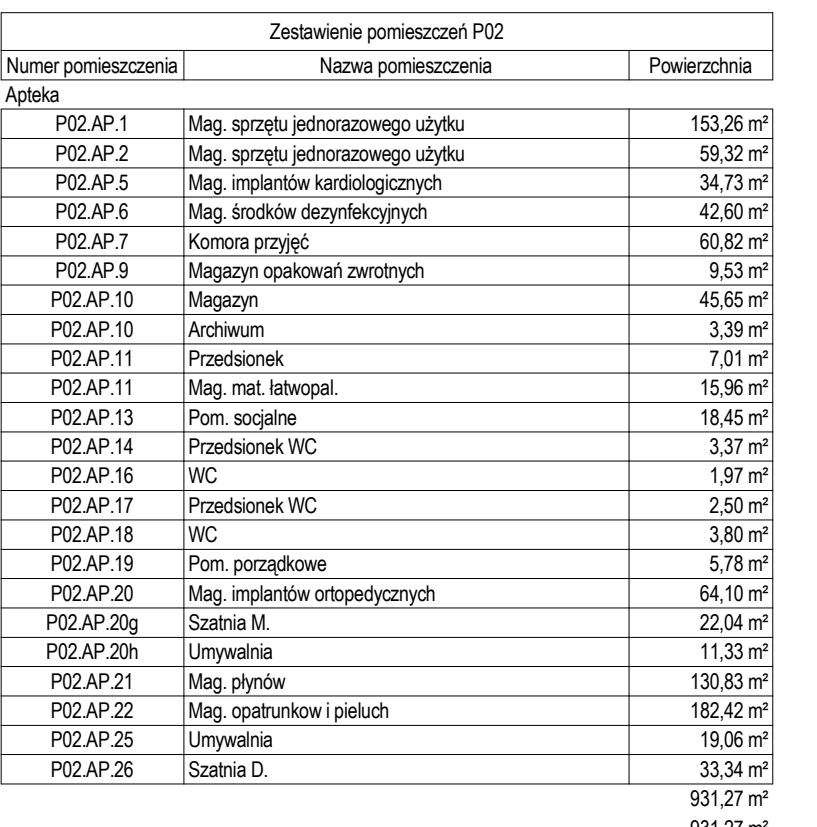 Zestawienie pomieszczeń P02
Numer pomieszczenia Nazwa pomieszczenia Powierzchnia
Apteka
P02.AP.1 Mag. sprzętu jednorazowego użytku 153,26 m²
P02.AP.2 Mag. sprzętu jednorazowego użytku 59,32 m²
P02.AP.5 Mag. implantów kardiologicznych 34,73 m²
P02.AP.6 Mag. środków dezynfekcyjnych 42,60 m²
P02.AP.7 Komora przyjęć 60,82 m²
P02.AP.9 Magazyn opakowań zwrotnych 9,53 m²
P02.AP.10 Magazyn 45,65 m²
P02.AP.10 Archiwum 3,39 m²
P02.AP.11 Przedsionek 7,01 m²
P02.AP.11 Mag. mat. łatwopal. 15,96 m²
P02.AP.13 Pom. socjalne 18,45 m²
P02.AP.14 Przedsionek WC 3,37 m²
P02.AP.16 WC 1,97 m²
P02.AP.17 Przedsionek WC 2,50 m²
P02.AP.18 WC 3,80 m²
P02.AP.19 Pom. porządkowe 5,78 m²
P02.AP.20 Mag. implantów ortopedycznych 64,10 m²
P02.AP.20g Szatnia M. 22,04 m²
P02.AP.20h Umywalnia 11,33 m²
P02.AP.21 Mag. płynów 130,83 m²
P02.AP.22 Mag. opatrunkow i pieluch 182,42 m²
P02.AP.25 Umywalnia 19,06 m²
P02.AP.26 Szatnia D. 33,34 m²
931,27 m²
931,27 m²